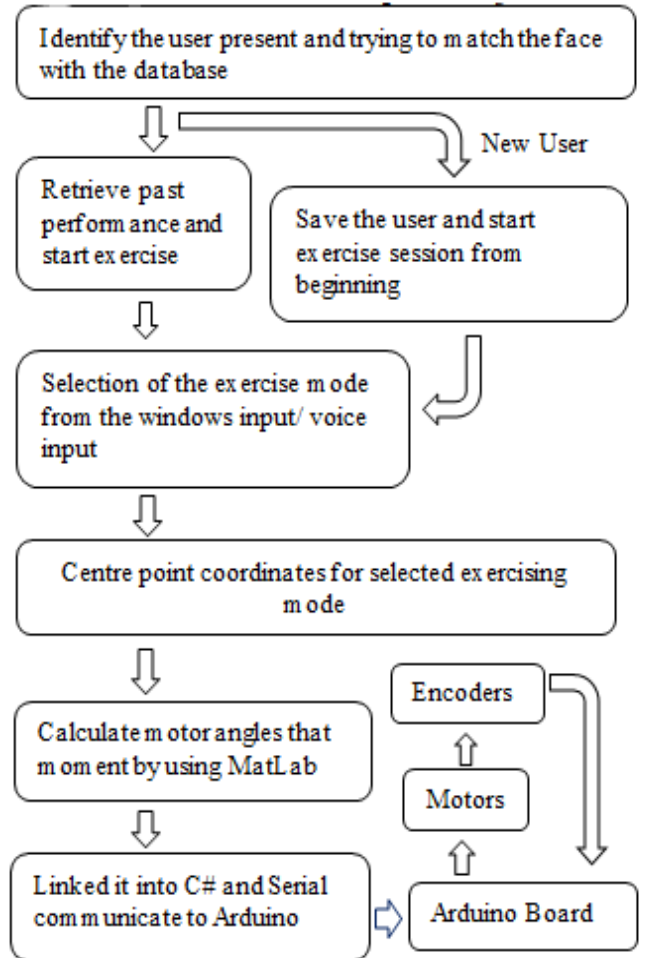 Identify the user present and trying to match the face
with the database
New User
Retrieve past
performance and
start exercise
Save the user and start
exercise session from
beginning
Selection of the exercise mode
from the windows input/ voice
input
Centre point coordinates for selected exercising
mode
Calculate motor angles that
moment by using MatLab
Encoders
Motors
Linked it into C# and Serial
communicate to Arduino
Arduino Board